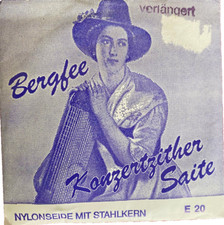 verlängert
Bergfee
Konzertzither
Saite
NYLONSEIDE MIT STAHLKERN E 20